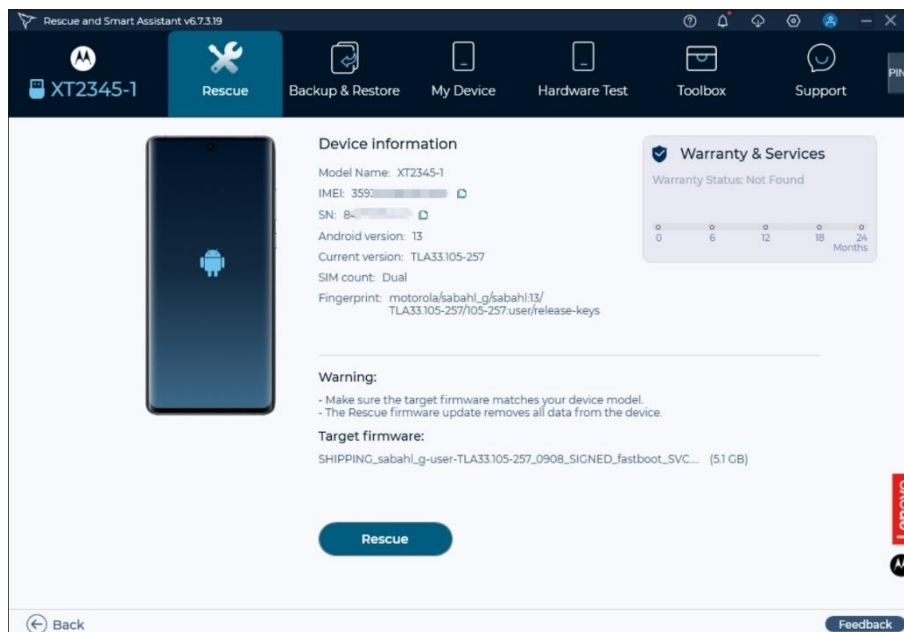 Rescue and Smart Assistant v6.7.3.19
XT2345-1
Rescue
Backup & Restore
My Device
Hardware Test
Toolbox
Support
PIN
Device information
Model Name: XT2345-1
IMEI: 3593
SN: 84
Android version: 13
Current version: TLA33.105-257
SIM count: Dual
Fingerprint: motorola/sabahl_g/sabahl:13/
TLA33.105-257/105-257:user/release-keys
Warranty & Services
Warranty Status: Not Found
0 6 12 18 24
Months
Warning:
- Make sure the target firmware matches your device model.
- The Rescue firmware update removes all data from the device.
Target firmware:
SHIPPING_sabahl_g-user-TLA33.105-257_0908_SIGNED_fastboot_SVC.... (5.1 GB)
Rescue
Lenovo
Back
Feedback